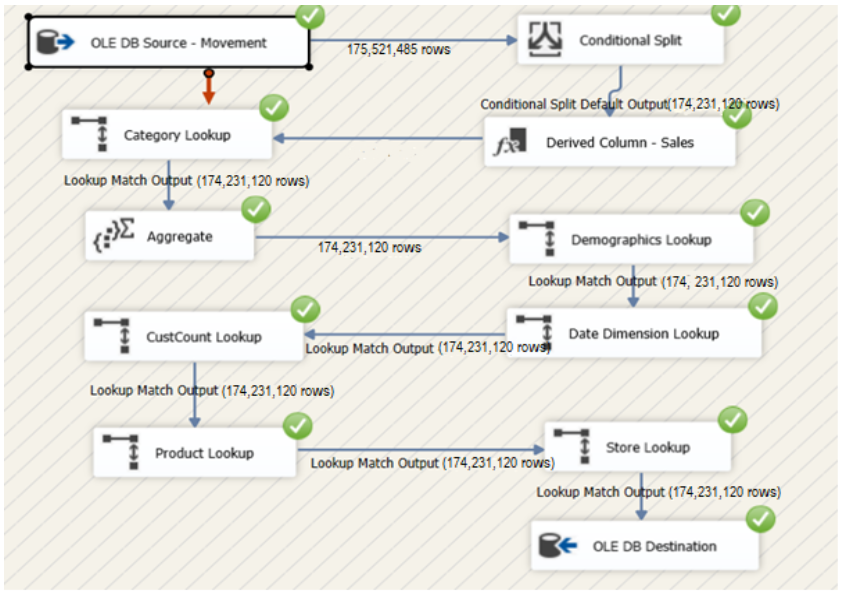 OLE DB Source - Movement
175,521,485 rows
Conditional Split
Conditional Split Default Output(174,231,120 rows)
Derived Column - Sales
Category Lookup
Lookup Match Output (174,231,120 rows)
Aggregate
174,231,120 rows
Demographics Lookup
Lookup Match Output (174, 231,120 rows)
Date Dimension Lookup
Lookup Match Output (174,231,120 rows)
CustCount Lookup
Lookup Match Output (174,231,120 rows)
Product Lookup
Lookup Match Output (174,231,120 rows)
Store Lookup
Lookup Match Output (174,231,120 rows)
OLE DB Destination